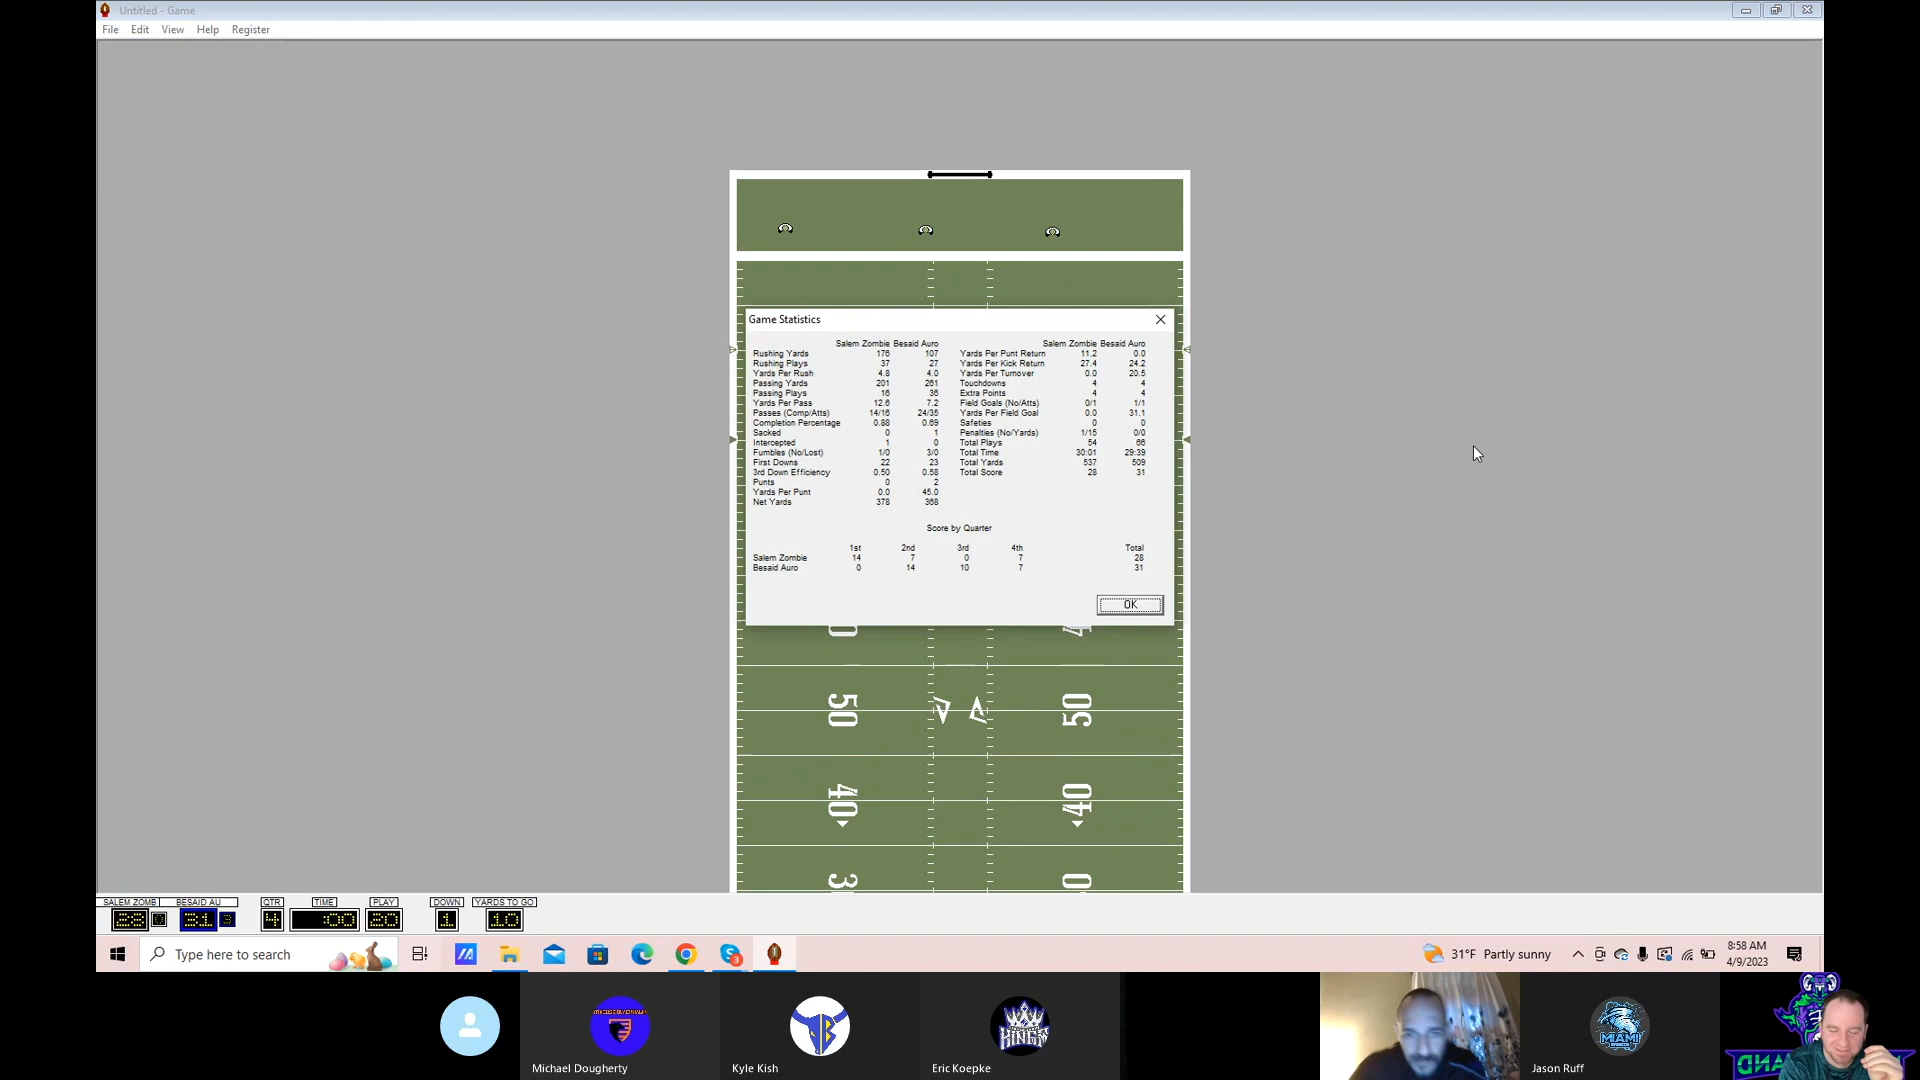 Untitled - Game
File Edit View Help Register
Game Statistics
Salem Zombie Besaid Auro Salem Zombie Besaid Auro
Rushing Yards 176 107 Yards Per Punt Return 11.2 0.0
Rushing Plays 37 27 Yards Per Kick Return 27.4 24.2
Yards Per Rush 4.8 4.0 Yards Per Turnover 0.0 20.5
Passing Yards 201 261 Touchdowns 4 4
Passing Plays 16 36 Extra Points 4 4
Yards Per Pass 12.6 7.2 Field Goals (No/Atts) 0/1 1/1
Passes (Comp/Atts) 14/16 24/35 Yards Per Field Goal 0.0 31.1
Completion Percentage 0.88 0.69 Safeties 0 0
Sacked 0 1 Penalties (No/Yards) 1/15 0/0
Intercepted 1 0 Total Plays 54 66
Fumbles (No/Lost) 1/0 3/0 Total Time 30:01 29:39
First Downs 22 23 Total Yards 537 509
3rd Down Efficiency 0.50 0.58 Total Score 28 31
Punts 0 2
Yards Per Punt 0.0 45.0
Net Yards 378 368
Score by Quarter
1st 2nd 3rd 4th Total
Salem Zombie 14 7 0 7 28
Besaid Auro 0 14 10 7 31
OK
50 50
40 40
SALEM ZOMB BESAID AU QTR TIME PLAY DOWN YARDS TO GO
28 0 31 3 4 :00 20 1 10
Type here to search 31°F Partly sunny 8:58 AM
4/9/2023
KINGS
MIAMI
Michael Dougherty Kyle Kish Eric Koepke Jason Ruff